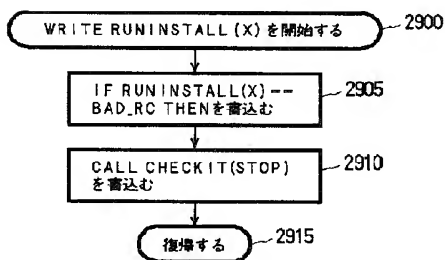 WRITE RUNINSTALL (X) を開始する
2900
IF RUNINSTALL(X)--
BAD_RC THENを書込む
2905
CALL CHECKIT(STOP)
を書込む
2910
復帰する
2915